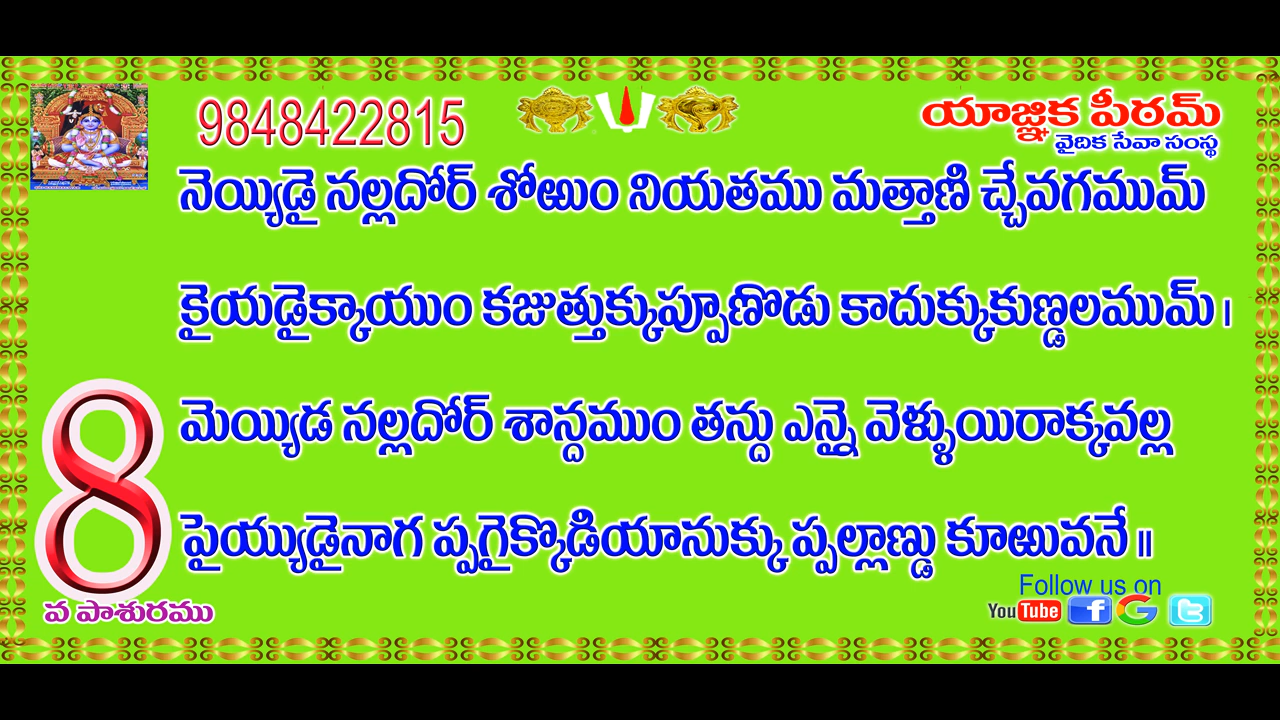 9848422815
యాజ్ఞిక పీఠమ్
వైదిక సేవా సంస్థ
నెయ్యిడై నల్లదోర్ శోఱుం నియతము మత్తాణి చ్చేవగముమ్
కైయడైక్కాయుం కజుత్తుక్కుప్పూణొడు కాదుక్కుకుణ్డలముమ్।
మెయ్యిడ నల్లదోర్ శాన్దముం తన్దు ఎన్నై వెళ్ళుయిరాక్కవల్ల
పైయ్యుడైనాగ ప్పగైక్కొడియానుక్కు ప్పల్లాణ్డు కూఱువనే॥
8
వ పాశురము
Follow us on
YouTube f G t